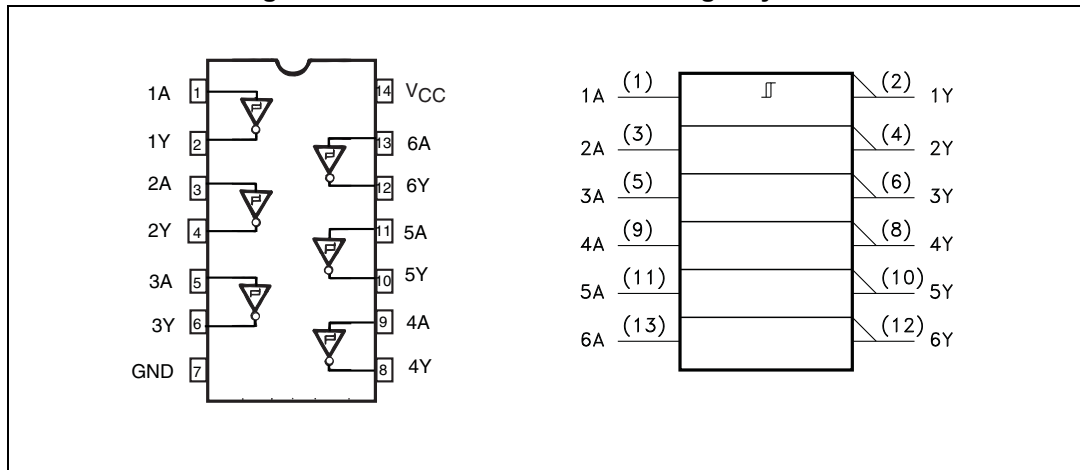 1A 1
1Y 2
2A 3
2Y 4
3A 5
3Y 6
GND 7
14 VCC
13 6A
12 6Y
11 5A
10 5Y
9 4A
8 4Y
1A (1) (2) 1Y
2A (3) (4) 2Y
3A (5) (6) 3Y
4A (9) (8) 4Y
5A (11) (10) 5Y
6A (13) (12) 6Y